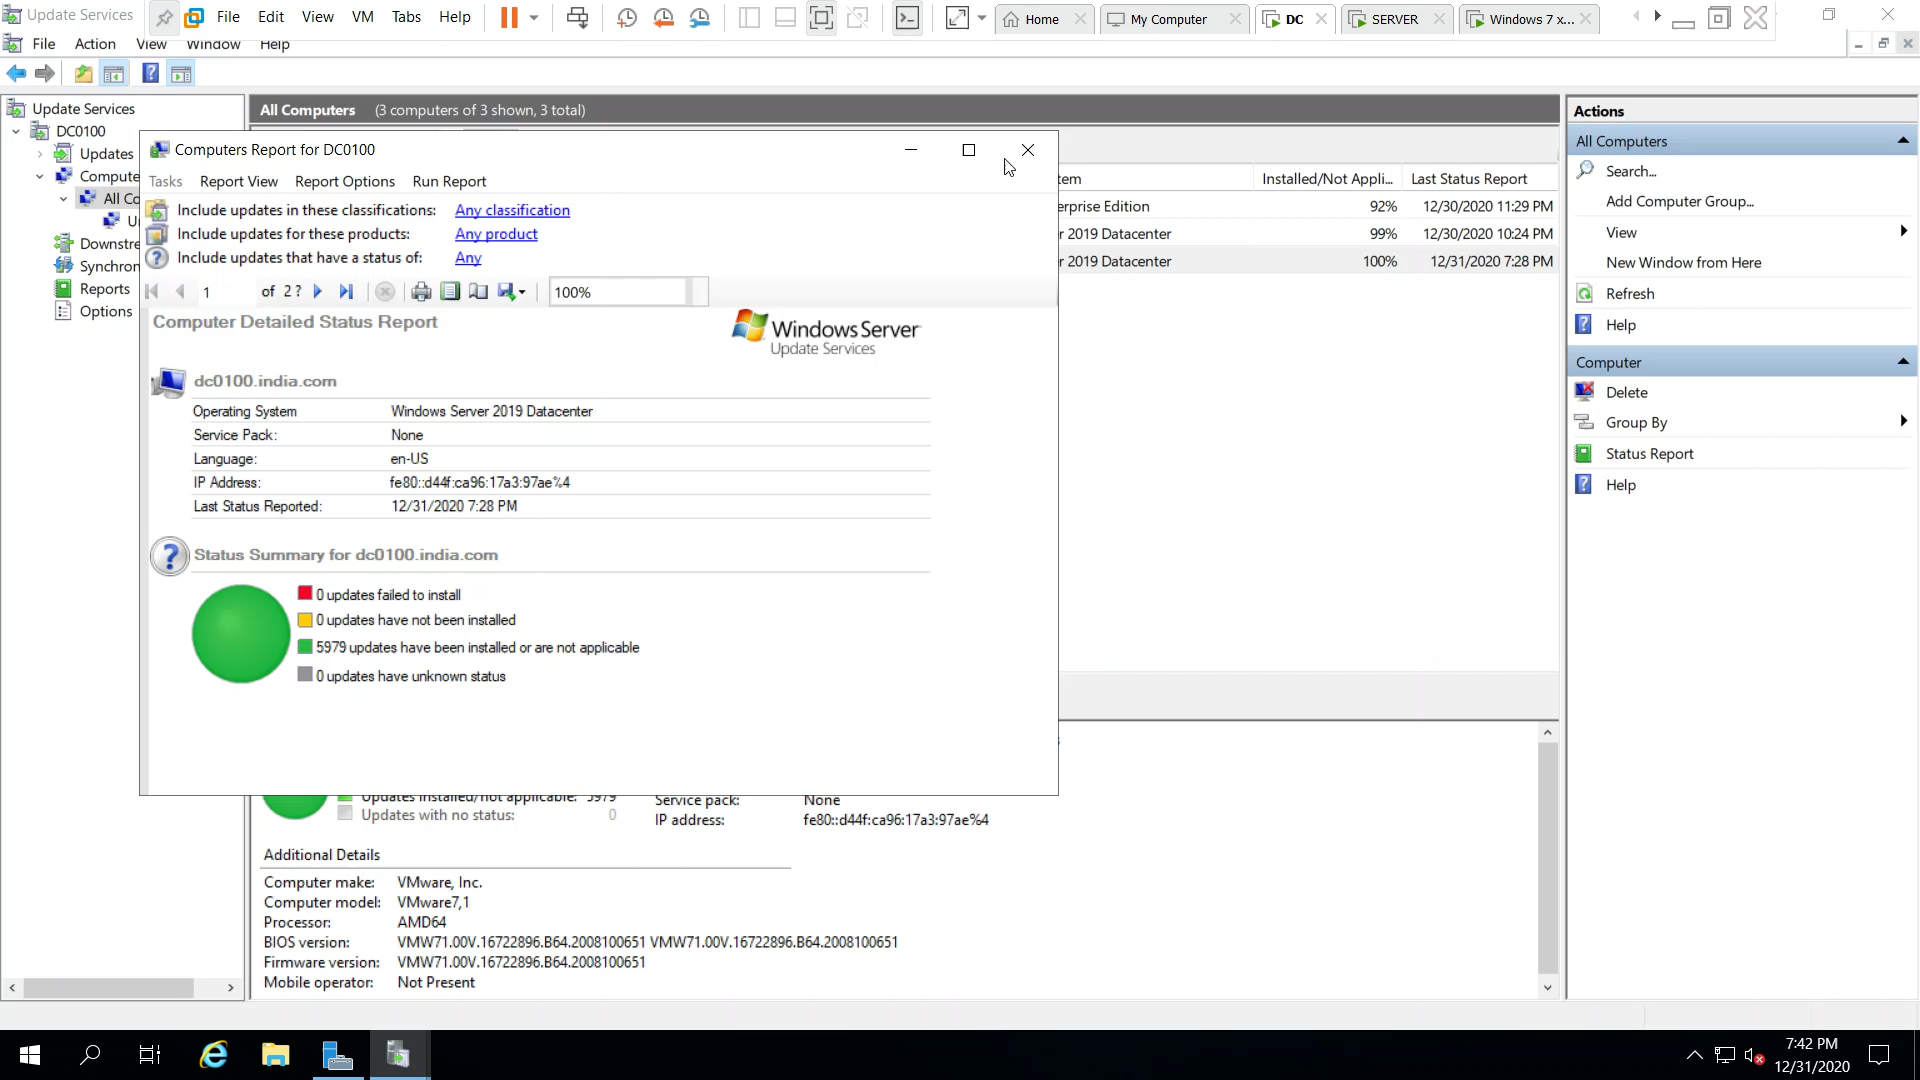 Update Services
File Edit View VM Tabs Help
Home
My Computer
DC
SERVER
Windows 7 x...
File Action View Window Help
Update Services
DC0100
Updates
Compute
All Co
U
Downstre
Synchron
Reports
Options
All Computers (3 computers of 3 shown, 3 total)
Computers Report for DC0100
Tasks Report View Report Options Run Report
Include updates in these classifications: Any classification
Include updates for these products: Any product
Include updates that have a status of: Any
1 of 2 ? 100%
Computer Detailed Status Report
Windows Server
Update Services
dc0100.india.com
Operating System Windows Server 2019 Datacenter
Service Pack: None
Language: en-US
IP Address: fe80::d44f:ca96:17a3:97ae%4
Last Status Reported: 12/31/2020 7:28 PM
Status Summary for dc0100.india.com
0 updates failed to install
0 updates have not been installed
5979 updates have been installed or are not applicable
0 updates have unknown status
tem Installed/Not Appli... Last Status Report
erprise Edition 92% 12/30/2020 11:29 PM
r 2019 Datacenter 99% 12/30/2020 10:24 PM
r 2019 Datacenter 100% 12/31/2020 7:28 PM
Updates installed/not applicable: 5979 Service pack: None
Updates with no status: 0 IP address: fe80::d44f:ca96:17a3:97ae%4
Additional Details
Computer make: VMware, Inc.
Computer model: VMware7,1
Processor: AMD64
BIOS version: VMW71.00V.16722896.B64.2008100651 VMW71.00V.16722896.B64.2008100651
Firmware version: VMW71.00V.16722896.B64.2008100651
Mobile operator: Not Present
Actions
All Computers
Search...
Add Computer Group...
View
New Window from Here
Refresh
Help
Computer
Delete
Group By
Status Report
Help
7:42 PM
12/31/2020